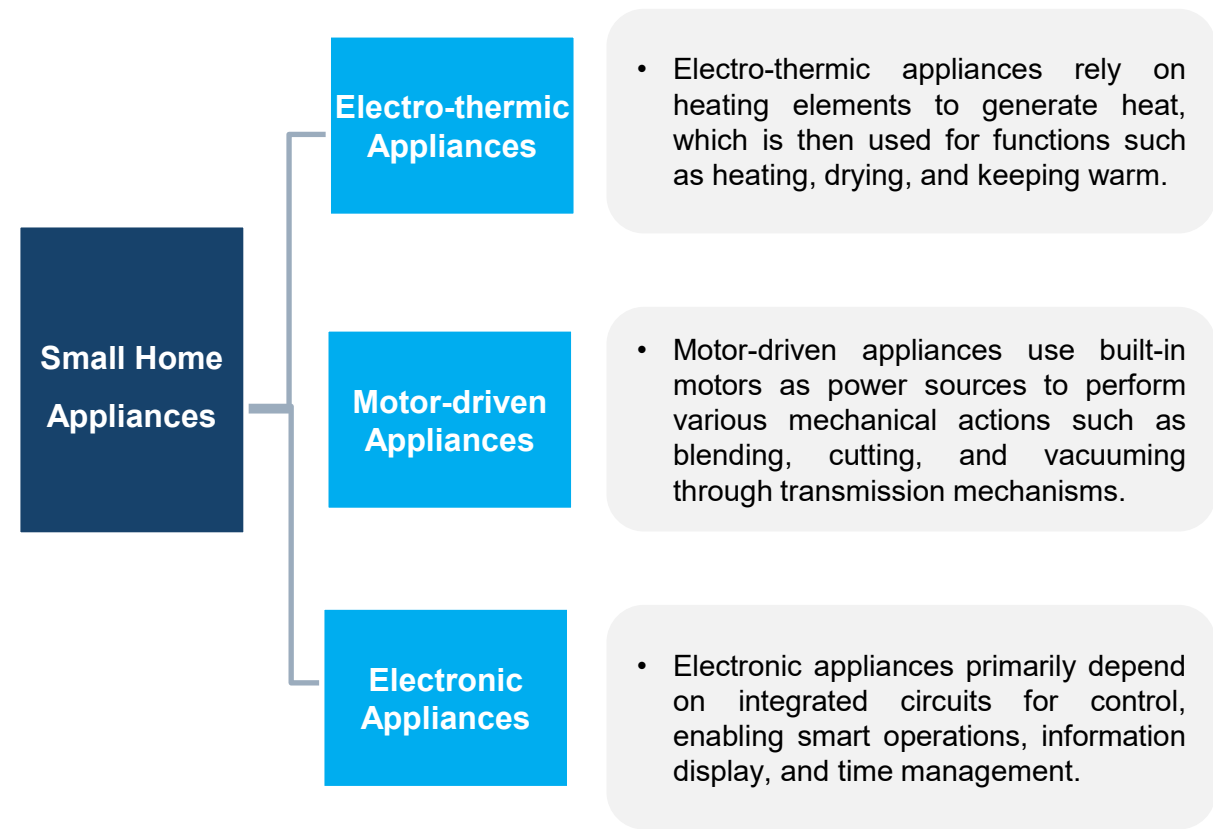 Small Home
Appliances
Electro-thermic
Appliances
• Electro-thermic appliances rely on
heating elements to generate heat,
which is then used for functions such
as heating, drying, and keeping warm.
Motor-driven
Appliances
• Motor-driven appliances use built-in
motors as power sources to perform
various mechanical actions such as
blending, cutting, and vacuuming
through transmission mechanisms.
Electronic
Appliances
• Electronic appliances primarily depend
on integrated circuits for control,
enabling smart operations, information
display, and time management.